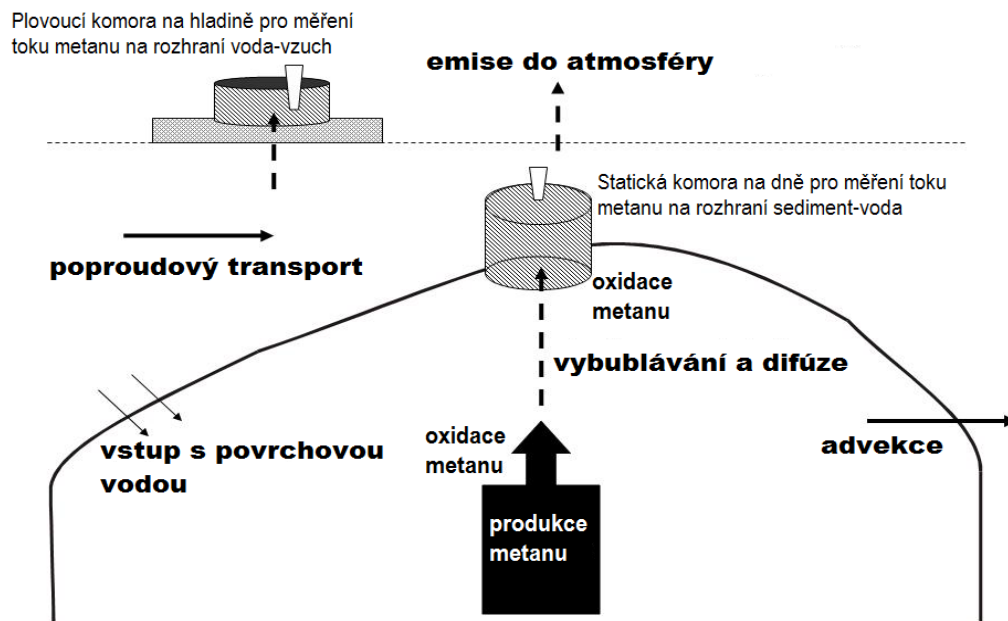 Plovoucí komora na hladině pro měření
toku metanu na rozhraní voda-vzuch
emise do atmosféry
Statická komora na dně pro měření toku
metanu na rozhraní sediment-voda
poproudový transport
oxidace
metanu
vybublávání a difúze
vstup s povrchovou
vodou
oxidace
metanu
advekce
produkce
metanu